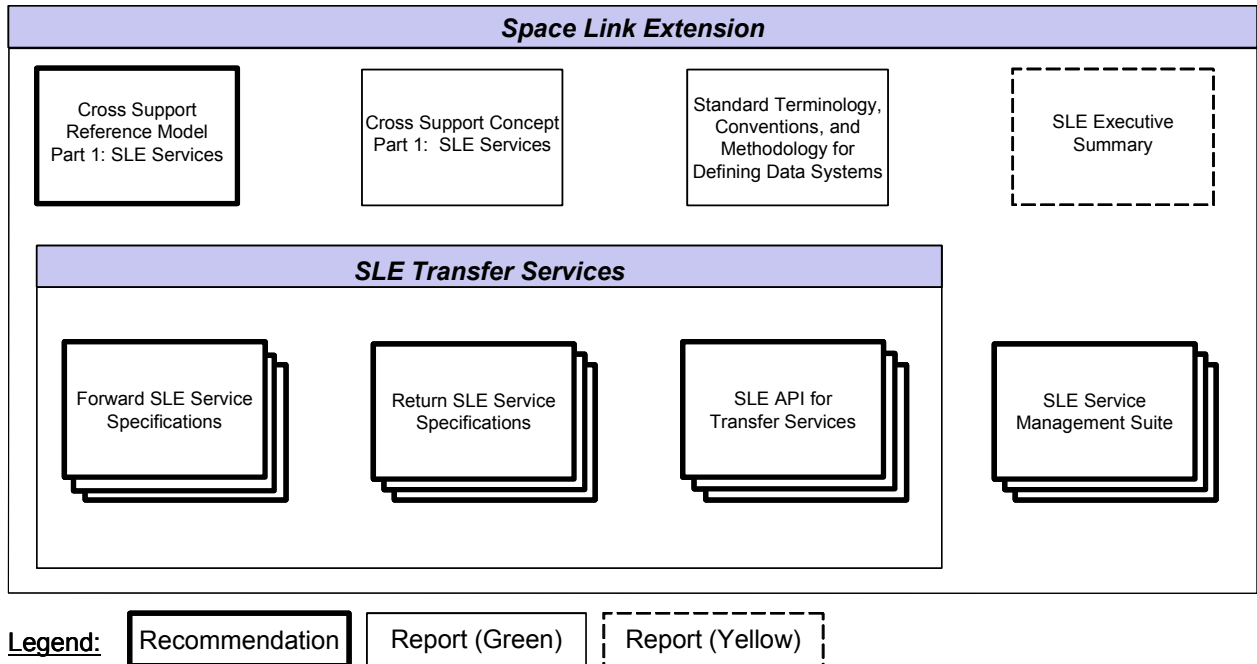 Space Link Extension
Cross Support
Reference Model
Part 1: SLE Services
Cross Support Concept
Part 1:  SLE Services
Standard Terminology,
Conventions, and
Methodology for
Defining Data Systems
SLE Executive
Summary
SLE Transfer Services
Forward SLE Service
Specifications
Return SLE Service
Specifications
SLE API for
Transfer Services
SLE Service
Management Suite
Legend:
Recommendation
Report (Green)
Report (Yellow)